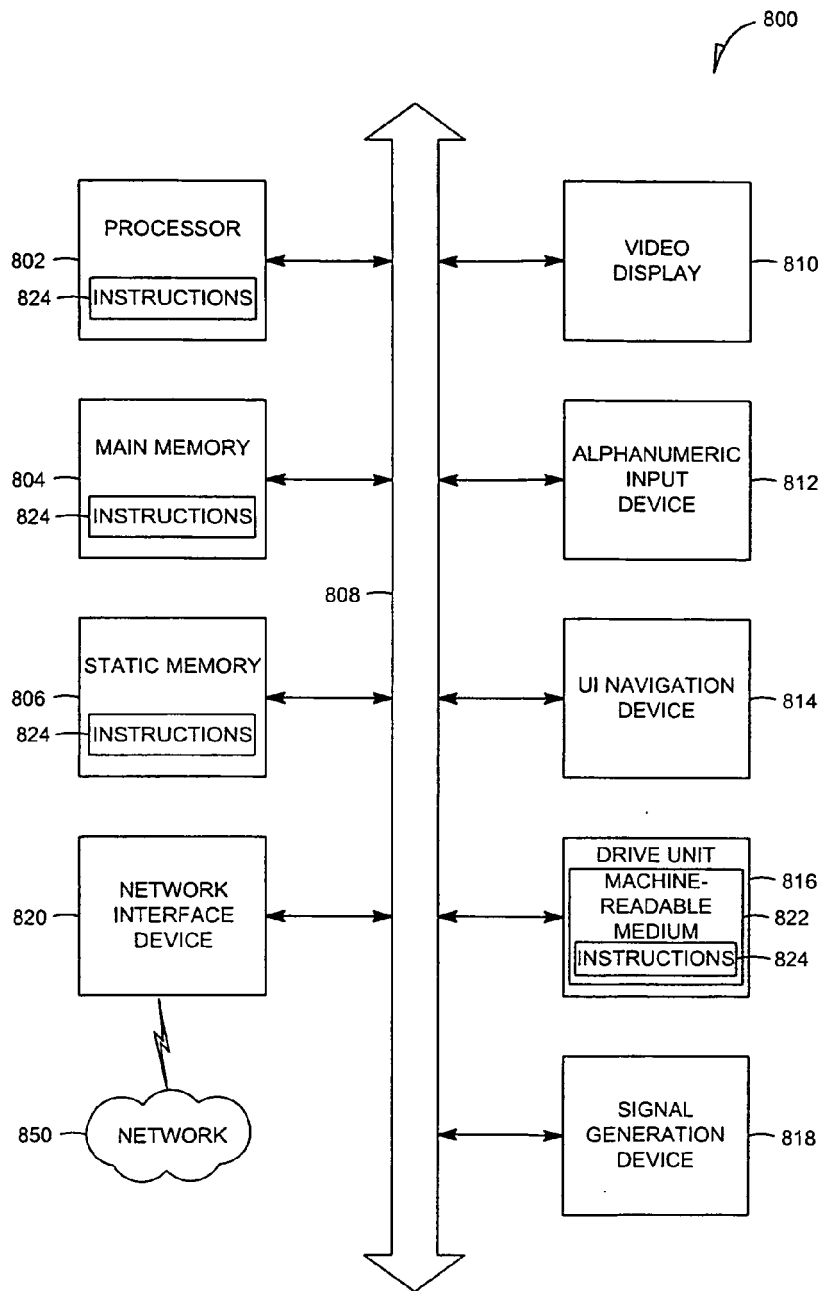 800
PROCESSOR
802
824
INSTRUCTIONS
VIDEO
DISPLAY
810
MAIN MEMORY
804
824
INSTRUCTIONS
ALPHANUMERIC
INPUT
DEVICE
812
808
STATIC MEMORY
806
824
INSTRUCTIONS
UI NAVIGATION
DEVICE
814
NETWORK
INTERFACE
DEVICE
820
DRIVE UNIT
816
MACHINE-
READABLE
MEDIUM
822
INSTRUCTIONS
824
850
NETWORK
SIGNAL
GENERATION
DEVICE
818